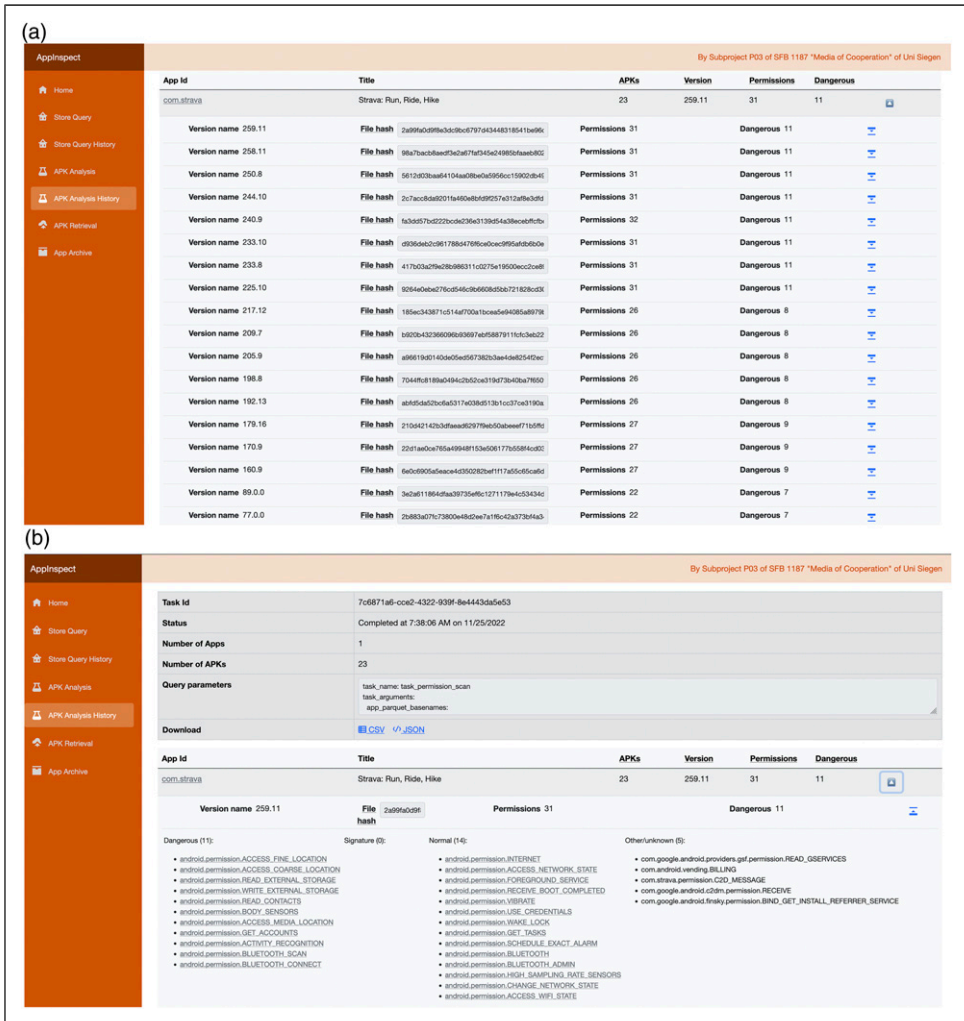 (a)
AppInspect
By Subproject P03 of SFB 1187 "Media of Cooperation" of Uni Siegen
Home
Store Query
Store Query History
APK Analysis
APK Analysis History
APK Retrieval
App Archive
App Id Title APKs Version Permissions Dangerous
com.strava Strava: Run, Ride, Hike 23 259.11 31 11
Version name 259.11 File hash Permissions 31 Dangerous 11
Version name 258.11 File hash Permissions 31 Dangerous 11
Version name 250.8 File hash Permissions 31 Dangerous 11
Version name 244.10 File hash Permissions 31 Dangerous 11
Version name 240.9 File hash Permissions 32 Dangerous 11
Version name 233.10 File hash Permissions 31 Dangerous 11
Version name 233.8 File hash Permissions 31 Dangerous 11
Version name 225.10 File hash Permissions 31 Dangerous 11
Version name 217.12 File hash Permissions 26 Dangerous 8
Version name 209.7 File hash Permissions 26 Dangerous 8
Version name 205.9 File hash Permissions 26 Dangerous 8
Version name 198.8 File hash Permissions 26 Dangerous 8
Version name 192.13 File hash Permissions 26 Dangerous 8
Version name 179.16 File hash Permissions 27 Dangerous 9
Version name 170.9 File hash Permissions 27 Dangerous 9
Version name 160.9 File hash Permissions 27 Dangerous 9
Version name 89.0.0 File hash Permissions 22 Dangerous 7
Version name 77.0.0 File hash Permissions 22 Dangerous 7
(b)
AppInspect
By Subproject P03 of SFB 1187 "Media of Cooperation" of Uni Siegen
Home
Store Query
Store Query History
APK Analysis
APK Analysis History
APK Retrieval
App Archive
Task Id 7c6871a6-cce2-4322-939f-8e4443da5e53
Status Completed at 7:38:06 AM on 11/25/2022
Number of Apps 1
Number of APKs 23
Query parameters task_name: task_permission_scan
task_arguments:
app_parquet_basenames:
Download CSV JSON
App Id Title APKs Version Permissions Dangerous
com.strava Strava: Run, Ride, Hike 23 259.11 31 11
Version name 259.11 File hash 2a99fa0d9f Permissions 31 Dangerous 11
Dangerous (11):
android.permission.ACCESS_FINE_LOCATION
android.permission.ACCESS_COARSE_LOCATION
android.permission.READ_EXTERNAL_STORAGE
android.permission.WRITE_EXTERNAL_STORAGE
android.permission.READ_CONTACTS
android.permission.BODY_SENSORS
android.permission.ACCESS_MEDIA_LOCATION
android.permission.GET_ACCOUNTS
android.permission.ACTIVITY_RECOGNITION
android.permission.BLUETOOTH_SCAN
android.permission.BLUETOOTH_CONNECT
Signature (0):
Normal (14):
android.permission.INTERNET
android.permission.ACCESS_NETWORK_STATE
android.permission.FOREGROUND_SERVICE
android.permission.RECEIVE_BOOT_COMPLETED
android.permission.VIBRATE
android.permission.USE_CREDENTIALS
android.permission.WAKE_LOCK
android.permission.GET_TASKS
android.permission.SCHEDULE_EXACT_ALARM
android.permission.BLUETOOTH
android.permission.BLUETOOTH_ADMIN
android.permission.HIGH_SAMPLING_RATE_SENSORS
android.permission.CHANGE_NETWORK_STATE
android.permission.ACCESS_WIFI_STATE
Other/unknown (5):
com.google.android.providers.gsf.permission.READ_GSERVICES
com.android.vending.BILLING
com.strava.permission.C2D_MESSAGE
com.google.android.c2dm.permission.RECEIVE
com.google.android.finsky.permission.BIND_GET_INSTALL_REFERRER_SERVICE